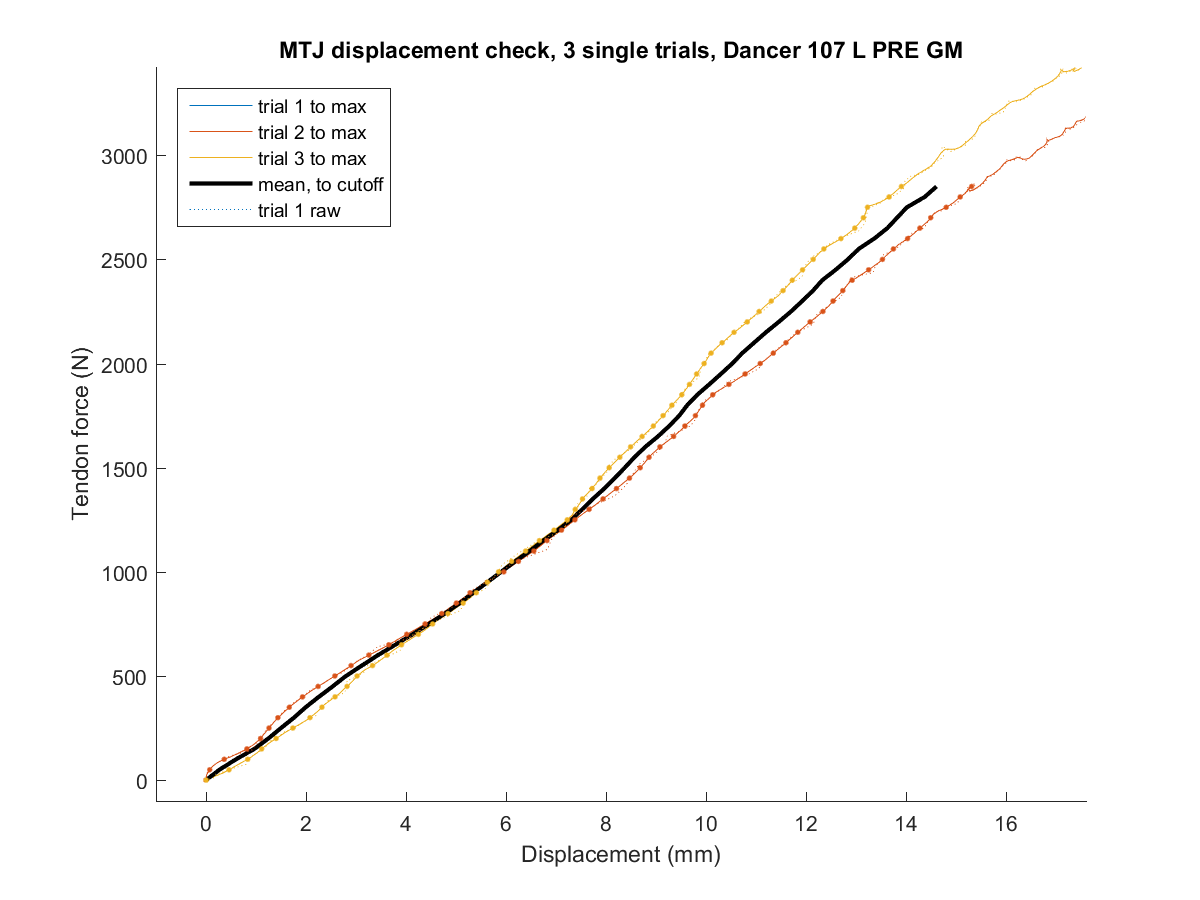 MTJ displacement check, 3 single trials, Dancer 107 L PRE GM
trial 1 to max
trial 2 to max
trial 3 to max
mean, to cutoff
trial 1 raw
3000
2500
2000
1500
1000
500
0
Tendon force (N)
0 2 4 6 8 10 12 14 16
Displacement (mm)